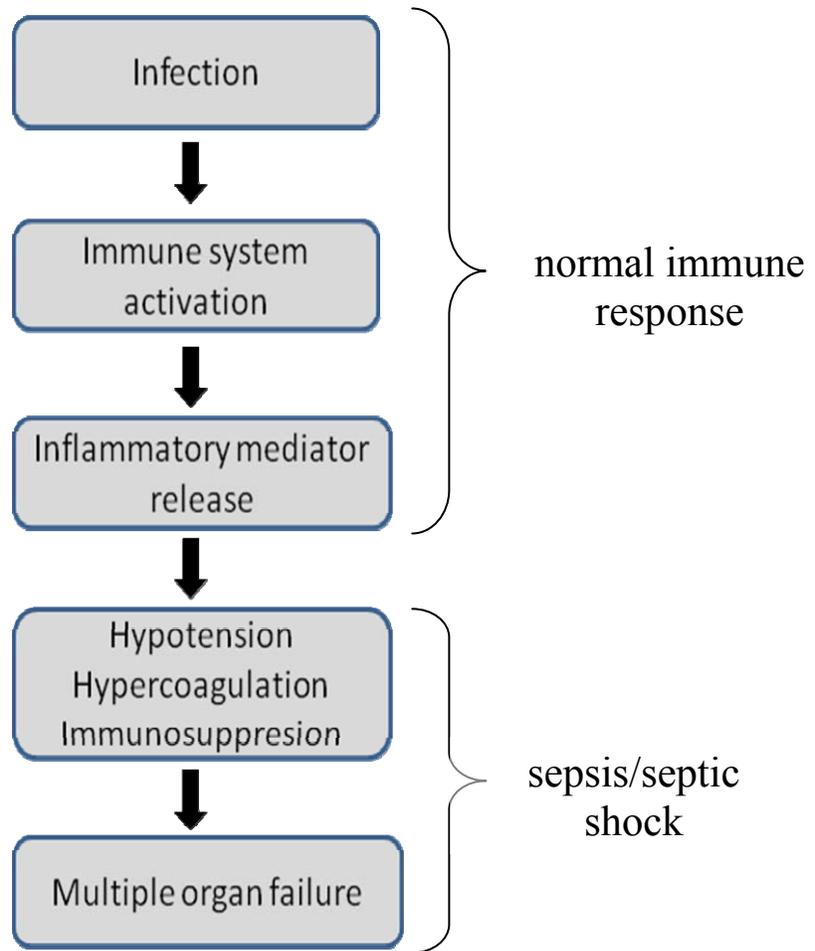 Infection
Immune system
activation
Inflammatory mediator
release
normal immune
response
Hypotension
Hypercoagulation
Immunosuppresion
Multiple organ failure
sepsis/septic
shock